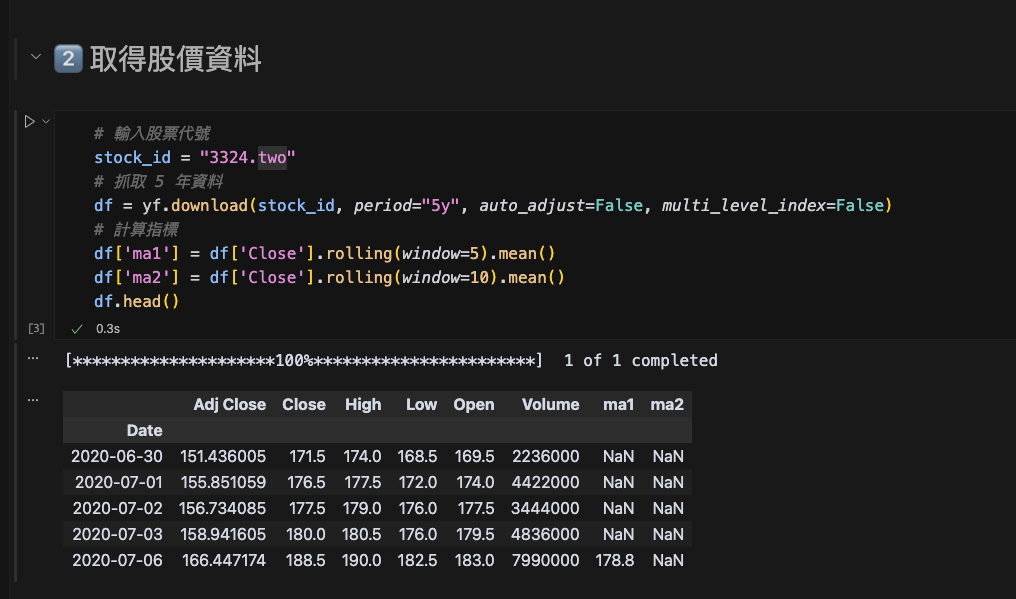 2️⃣ 取得股價資料
# 輸入股票代號
stock_id = "3324.two"
# 抓取 5 年資料
df = yf.download(stock_id, period="5y", auto_adjust=False, multi_level_index=False)
# 計算指標
df['ma1'] = df['Close'].rolling(window=5).mean()
df['ma2'] = df['Close'].rolling(window=10).mean()
df.head()
[3] ✓ 0.3s
[*********************100%***********************]  1 of 1 completed
Adj Close Close High Low Open Volume ma1 ma2
Date
2020-06-30 151.436005 171.5 174.0 168.5 169.5 2236000 NaN NaN
2020-07-01 155.851059 176.5 177.5 172.0 174.0 4422000 NaN NaN
2020-07-02 156.734085 177.5 179.0 176.0 177.5 3444000 NaN NaN
2020-07-03 158.941605 180.0 180.5 176.0 179.5 4836000 NaN NaN
2020-07-06 166.447174 188.5 190.0 182.5 183.0 7990000 178.8 NaN